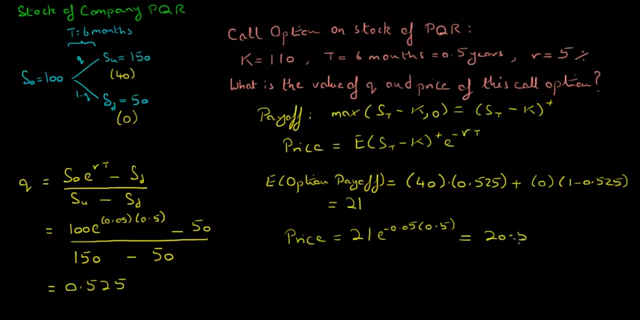 Stock of Company PQR
T=6 months
q
Su = 150
(40)
S0 = 100
1-q
Sd = 50
(0)
q = S0 e^rT - Sd
Su - Sd
= 100e^(0.05)(0.5) - 50
150 - 50
= 0.525
Call Option on stock of PQR:
K = 110, T = 6 months = 0.5 years, r = 5%
What is the value of q and price of this call option?
Payoff: max(ST - K, 0) = (ST - K)^+
Price = E(ST - K)^+ e^-rT
E(Option Payoff) = (40)·(0.525) + (0)(1-0.525)
= 21
Price = 21e^-0.05(0.5) = 20.